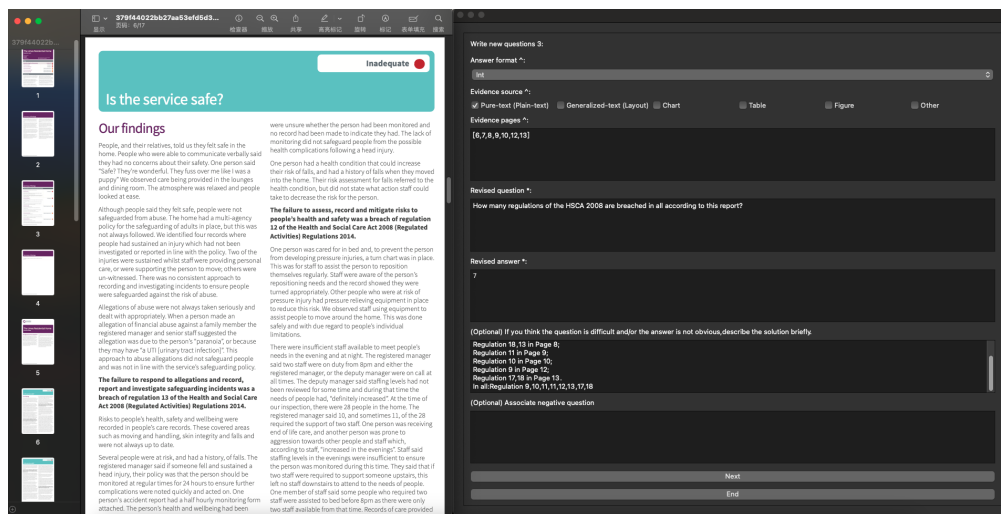 379f44022bb27aa53efd5d3...
页码: 6/17
显示
检查器
缩放
共享
高亮标记
旋转
标记
表单填充
搜索
379f44022b...
1
2
3
4
5
6
Inadequate
Is the service safe?
Our findings
People, and their relatives, told us they felt safe in the
home. People who were able to communicate verbally said
they had no concerns about their safety. One person said
"Safe? They're wonderful. They fuss over me like I was a
puppy" We observed care being provided in the lounges
and dining room. The atmosphere was relaxed and people
looked at ease.
Although people said they felt safe, people were not
safeguarded from abuse. The home had a multi-agency
policy for the safeguarding of adults in place, but this was
not always followed. We identified four records where
people had sustained an injury which had not been
investigated or reported in line with the policy. Two of the
injuries were sustained whilst staff were providing personal
care, or were supporting the person to move; others were
un-witnessed. There was no consistent approach to
recording and investigating incidents to ensure people
were safeguarded against the risk of abuse.
Allegations of abuse were not always taken seriously and
dealt with appropriately. When a person made an
allegation of financial abuse against a family member the
registered manager and senior staff suggested the
allegation was due to the person's "paranoia", or because
they may have "a UTI [urinary tract infection]". This
approach to abuse allegations did not safeguard people
and was not in line with the service's safeguarding policy.
The failure to respond to allegations and record,
report and investigate safeguarding incidents was a
breach of regulation 13 of the Health and Social Care
Act 2008 (Regulated Activities) Regulations 2014.
Risks to people's health, safety and wellbeing were
recorded in people's care records. These covered areas
such as moving and handling, skin integrity and falls and
were not always up to date.
Several people were at risk, and had a history, of falls. The
registered manager said if someone fell and sustained a
head injury, their policy was that the person should be
monitored at regular times for 24 hours to ensure further
complications were noted quickly and acted on. One
person's accident report had a half hourly monitoring form
attached. The person's health and wellbeing had been
were unsure whether the person had been monitored and
no record had been made to indicate they had. The lack of
monitoring did not safeguard people from the possible
health complications following a head injury.
One person had a health condition that could increase
their risk of falls, and had a history of falls when they moved
into the home. Their risk assessment for falls referred to the
health condition, but did not state what action staff could
take to decrease the risk for the person.
The failure to assess, record and mitigate risks to
people's health and safety was a breach of regulation
12 of the Health and Social Care Act 2008 (Regulated
Activities) Regulations 2014.
One person was cared for in bed and, to prevent the person
from developing pressure injuries, a turn chart was in place.
This was for staff to assist the person to reposition
themselves regularly. Staff were aware of the person's
repositioning needs and the record showed they were
turned appropriately. Other people who were at risk of
pressure injury had pressure relieving equipment in place
to reduce this risk. We observed staff using equipment to
assist people to move around the home. This was done
safely and with due regard to people's individual
limitations.
There were insufficient staff available to meet people's
needs in the evening and at night. The registered manager
said two staff were on duty from 8pm and either the
registered manager, or the deputy manager were on call at
all times. The deputy manager said staffing levels had not
been reviewed for some time and during that time the
needs of people had, "definitely increased". At the time of
our inspection, there were 28 people in the home. The
registered manager said 10, and sometimes 11, of the 28
required the support of two staff. One person was receiving
end of life care, and another person was prone to
aggression towards other people and staff which,
according to staff, "increased in the evenings". Staff said
staffing levels in the evenings were insufficient to ensure
the person was monitored during this time. They said that if
two staff were required to support someone upstairs, this
left no staff downstairs to attend to the needs of people.
One member of staff said some people who required two
staff were assisted to bed before 8pm as there were only
two staff available from that time. Records of care provided
Write new questions 3:
Answer format ^:
Int
Evidence source ^:
Pure-text (Plain-text) Generalized-text (Layout) Chart Table Figure Other
Evidence pages ^:
[6,7,8,9,10,12,13]
Revised question *:
How many regulations of the HSCA 2008 are breached in all according to this report?
Revised answer *:
7
(Optional) If you think the question is difficult and/or the answer is not obvious,describe the solution briefly.
Regulation 18,13 in Page 8;
Regulation 11 in Page 9;
Regulation 10 in Page 10;
Regulation 9 in Page 12;
Regulation 17,18 in Page 13.
In all:Regulation 9,10,11,11,12,13,17,18
(Optional) Associate negative question
Next
End